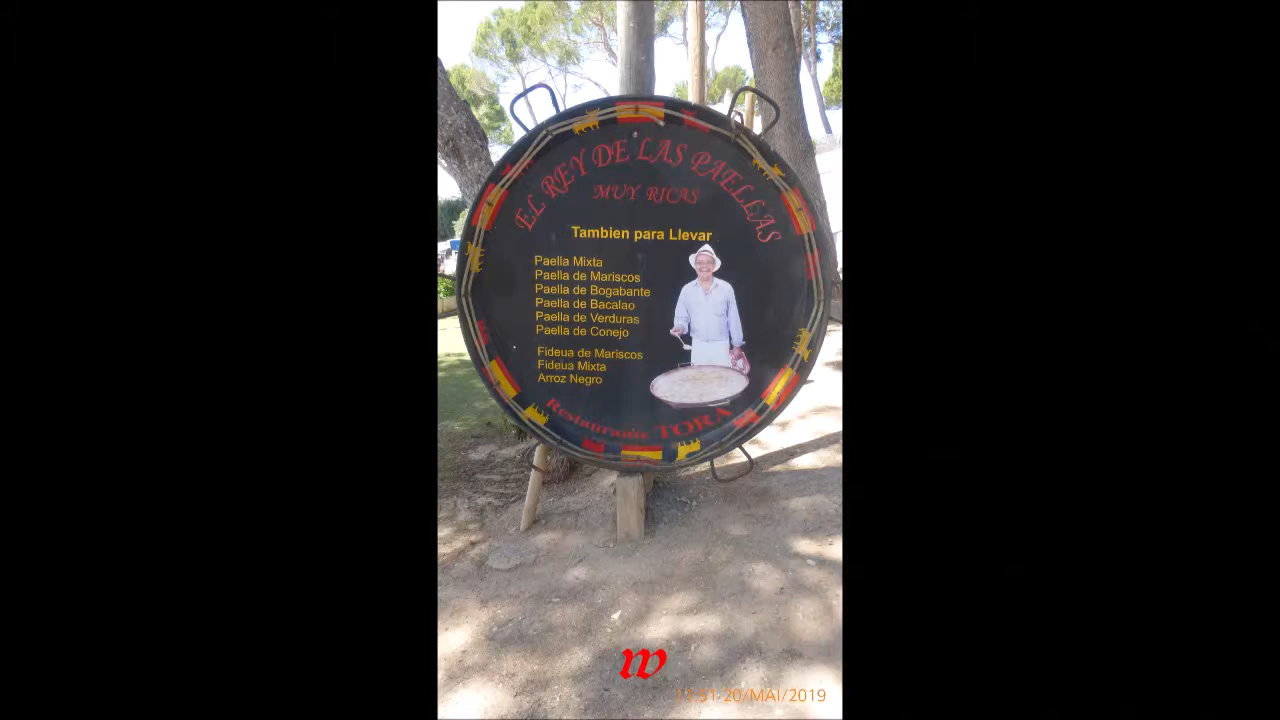 EL REY DE LAS PAELLAS
MUY RICAS
Tambien para Llevar
Paella Mixta
Paella de Mariscos
Paella de Bogabante
Paella de Bacalao
Paella de Verduras
Paella de Conejo
Fideua de Mariscos
Fideua Mixta
Arroz Negro
Restaurante TORA
w
20/MAI/2019